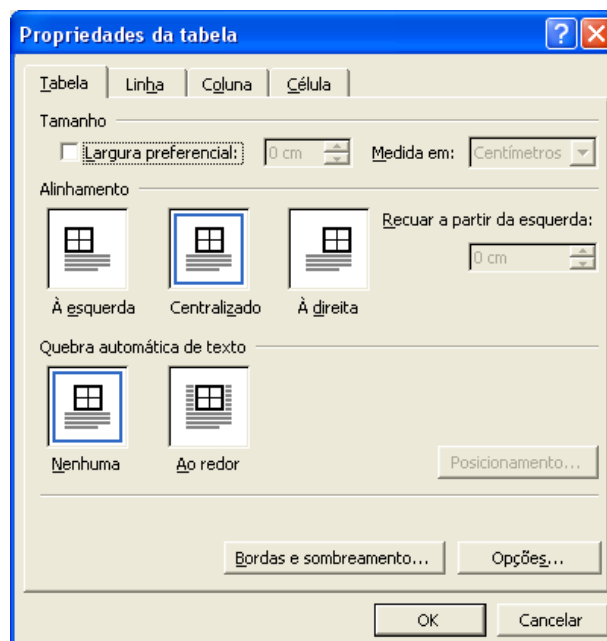 Propriedades da tabela
Tabela Linha Coluna Célula
Tamanho
Largura preferencial: 0 cm Medida em: Centímetros
Alinhamento
Recuar a partir da esquerda:
0 cm
À esquerda Centralizado À direita
Quebra automática de texto
Nenhuma Ao redor Posicionamento...
Bordas e sombreamento... Opções...
OK Cancelar